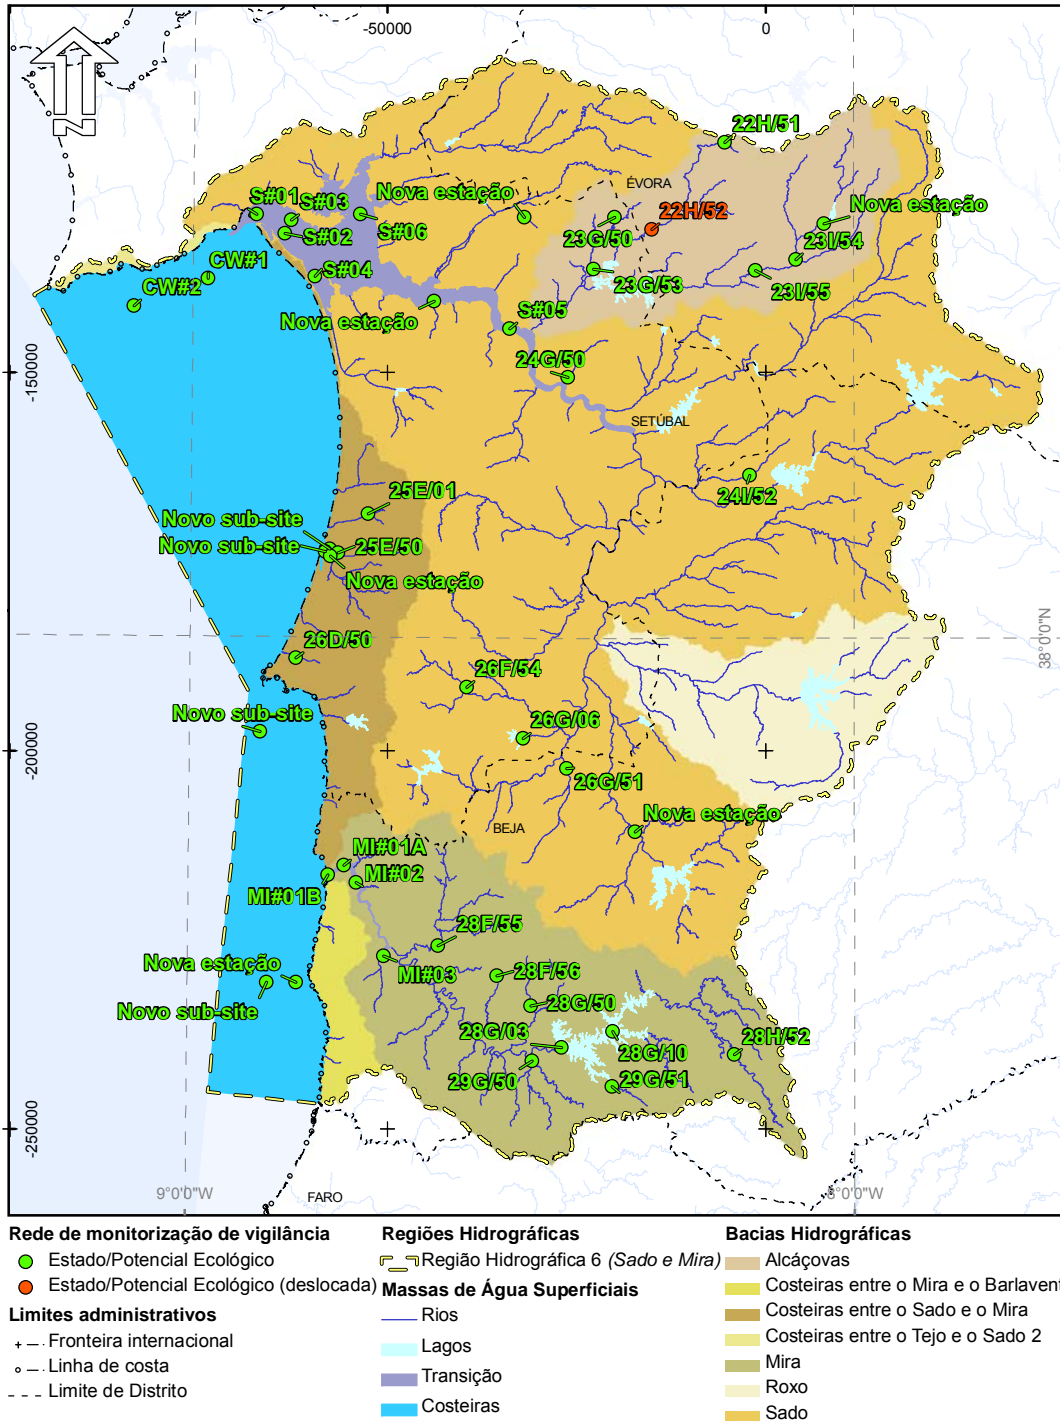 -50000
0
N
22H/51
ÉVORA
Nova estação
22H/52
Nova estação
S#01
S#03
S#02
S#06
23G/50
23I/54
CW#1
CW#2
S#04
23G/53
23I/55
Nova estação
S#05
24G/50
-150000
SETÚBAL
24I/52
25E/01
Novo sub-site
Novo sub-site
25E/50
Nova estação
38°0'0"N
26D/50
26F/54
Novo sub-site
26G/06
-200000
26G/51
Nova estação
BEJA
MI#01A
MI#02
MI#01B
28F/55
Nova estação
MI#03
28F/56
Novo sub-site
28G/50
28G/03
28G/10
28H/52
29G/50
29G/51
-250000
9°0'0"W
8°0'0"W
FARO
Rede de monitorização de vigilância
Estado/Potencial Ecológico
Estado/Potencial Ecológico (deslocada)
Limites administrativos
Fronteira internacional
Linha de costa
Limite de Distrito
Regiões Hidrográficas
Região Hidrográfica 6 (Sado e Mira)
Massas de Água Superficiais
Rios
Lagos
Transição
Costeiras
Bacias Hidrográficas
Alcáçovas
Costeiras entre o Mira e o Barlavent
Costeiras entre o Sado e o Mira
Costeiras entre o Tejo e o Sado 2
Mira
Roxo
Sado